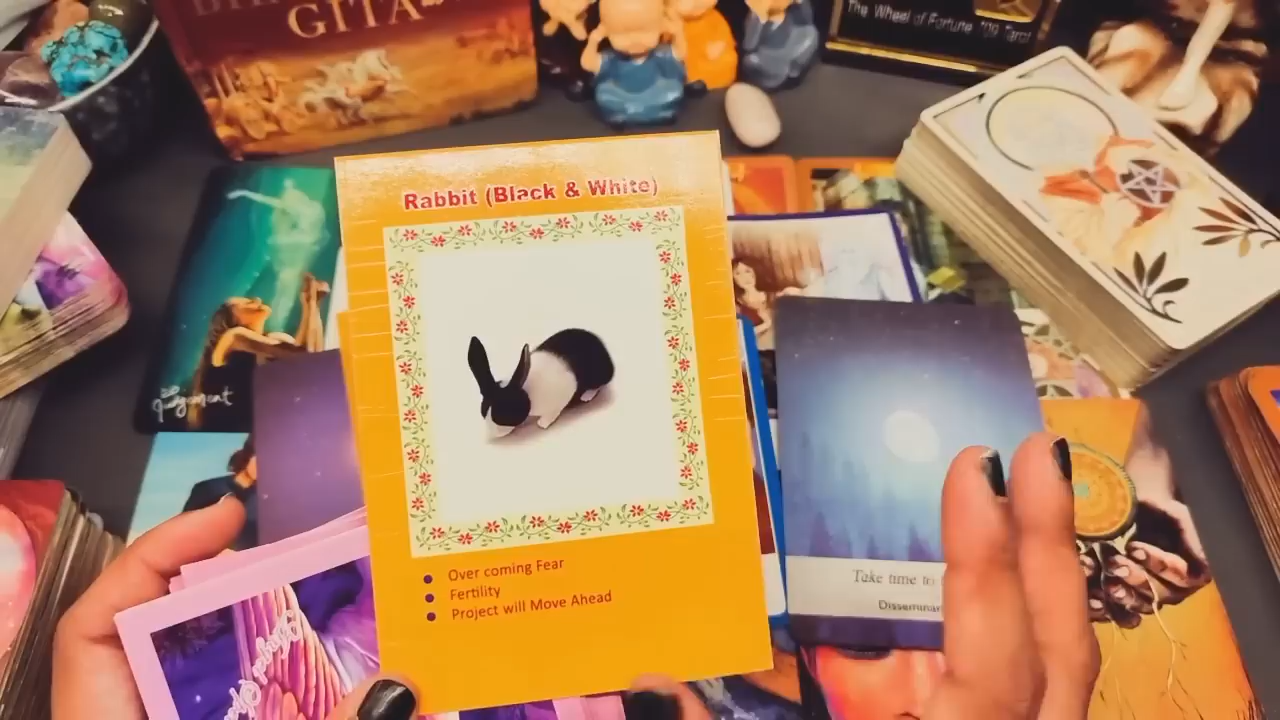 GITA
The Wheel of Fortune
Tarot
Rabbit (Black & White)
Judgement
Over coming Fear
Fertility
Project will Move Ahead
Take time to